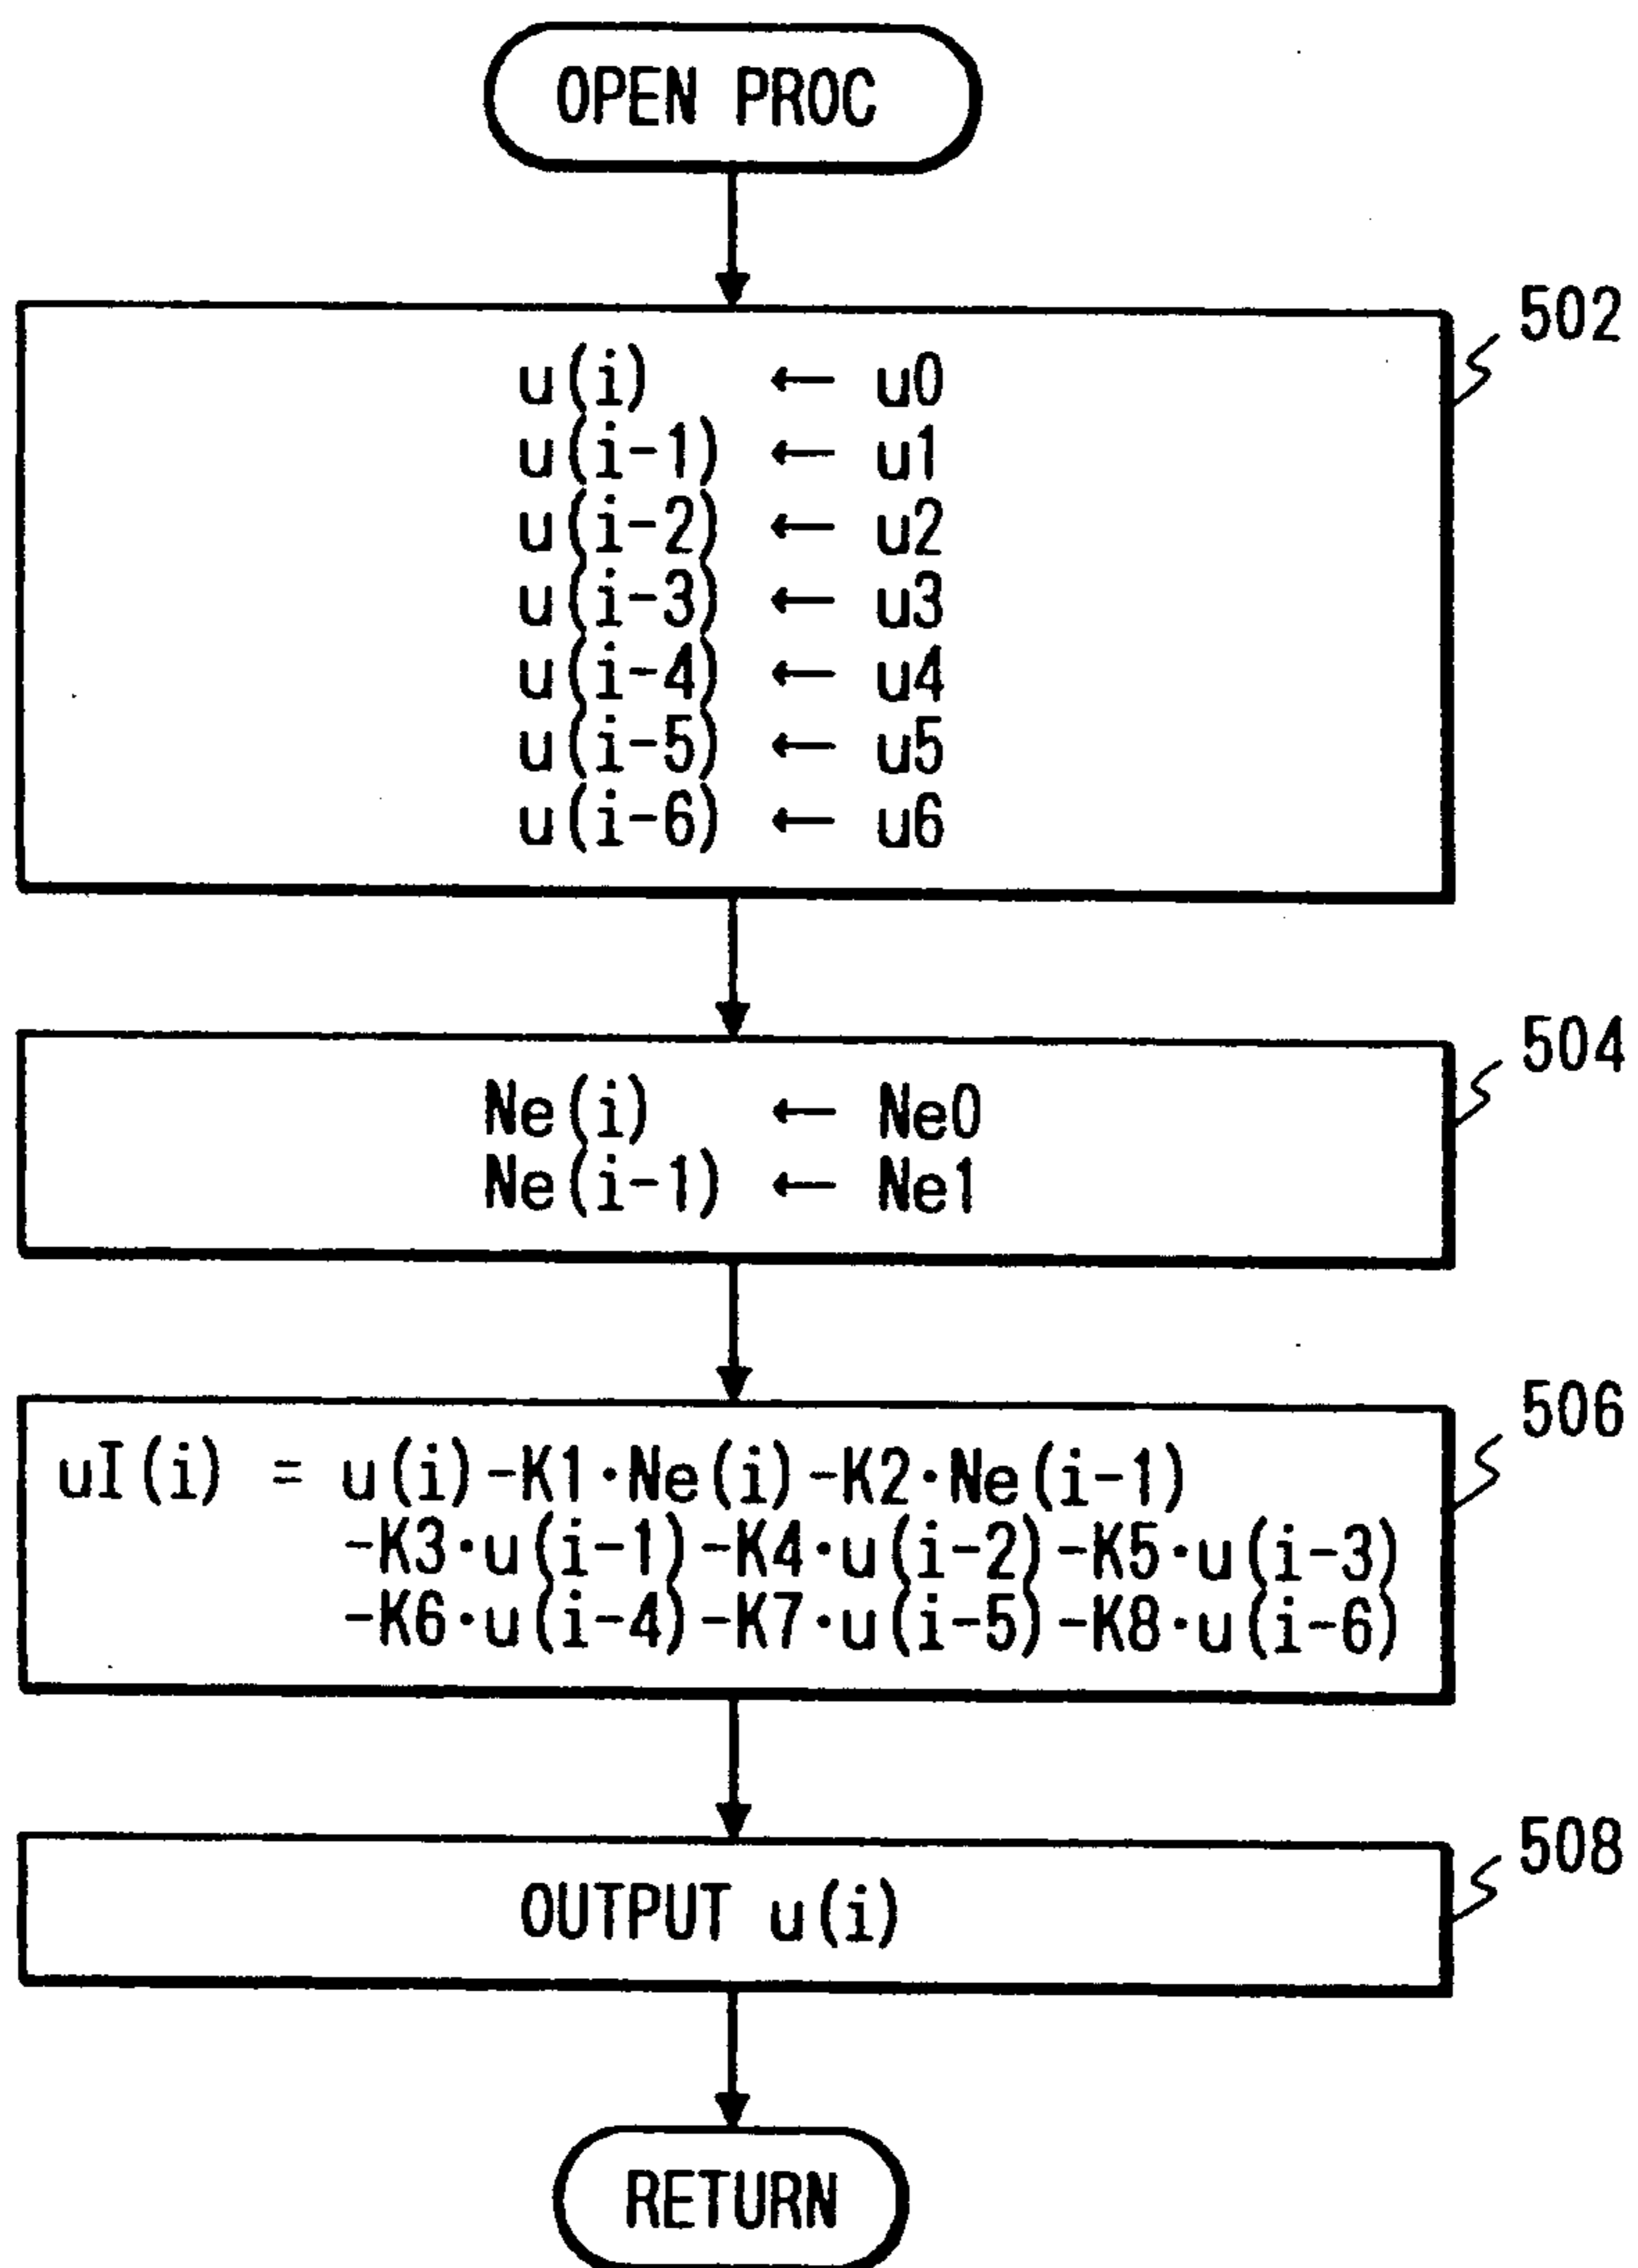 OPEN PROC
502
u(i) ← u0
u(i-1) ← u1
u(i-2) ← u2
u(i-3) ← u3
u(i-4) ← u4
u(i-5) ← u5
u(i-6) ← u6
504
Ne(i) ← Ne0
Ne(i-1) ← Ne1
506
uI(i) = u(i)-K1·Ne(i)-K2·Ne(i-1)
-K3·u(i-1)-K4·u(i-2)-K5·u(i-3)
-K6·u(i-4)-K7·u(i-5)-K8·u(i-6)
508
OUTPUT u(i)
RETURN